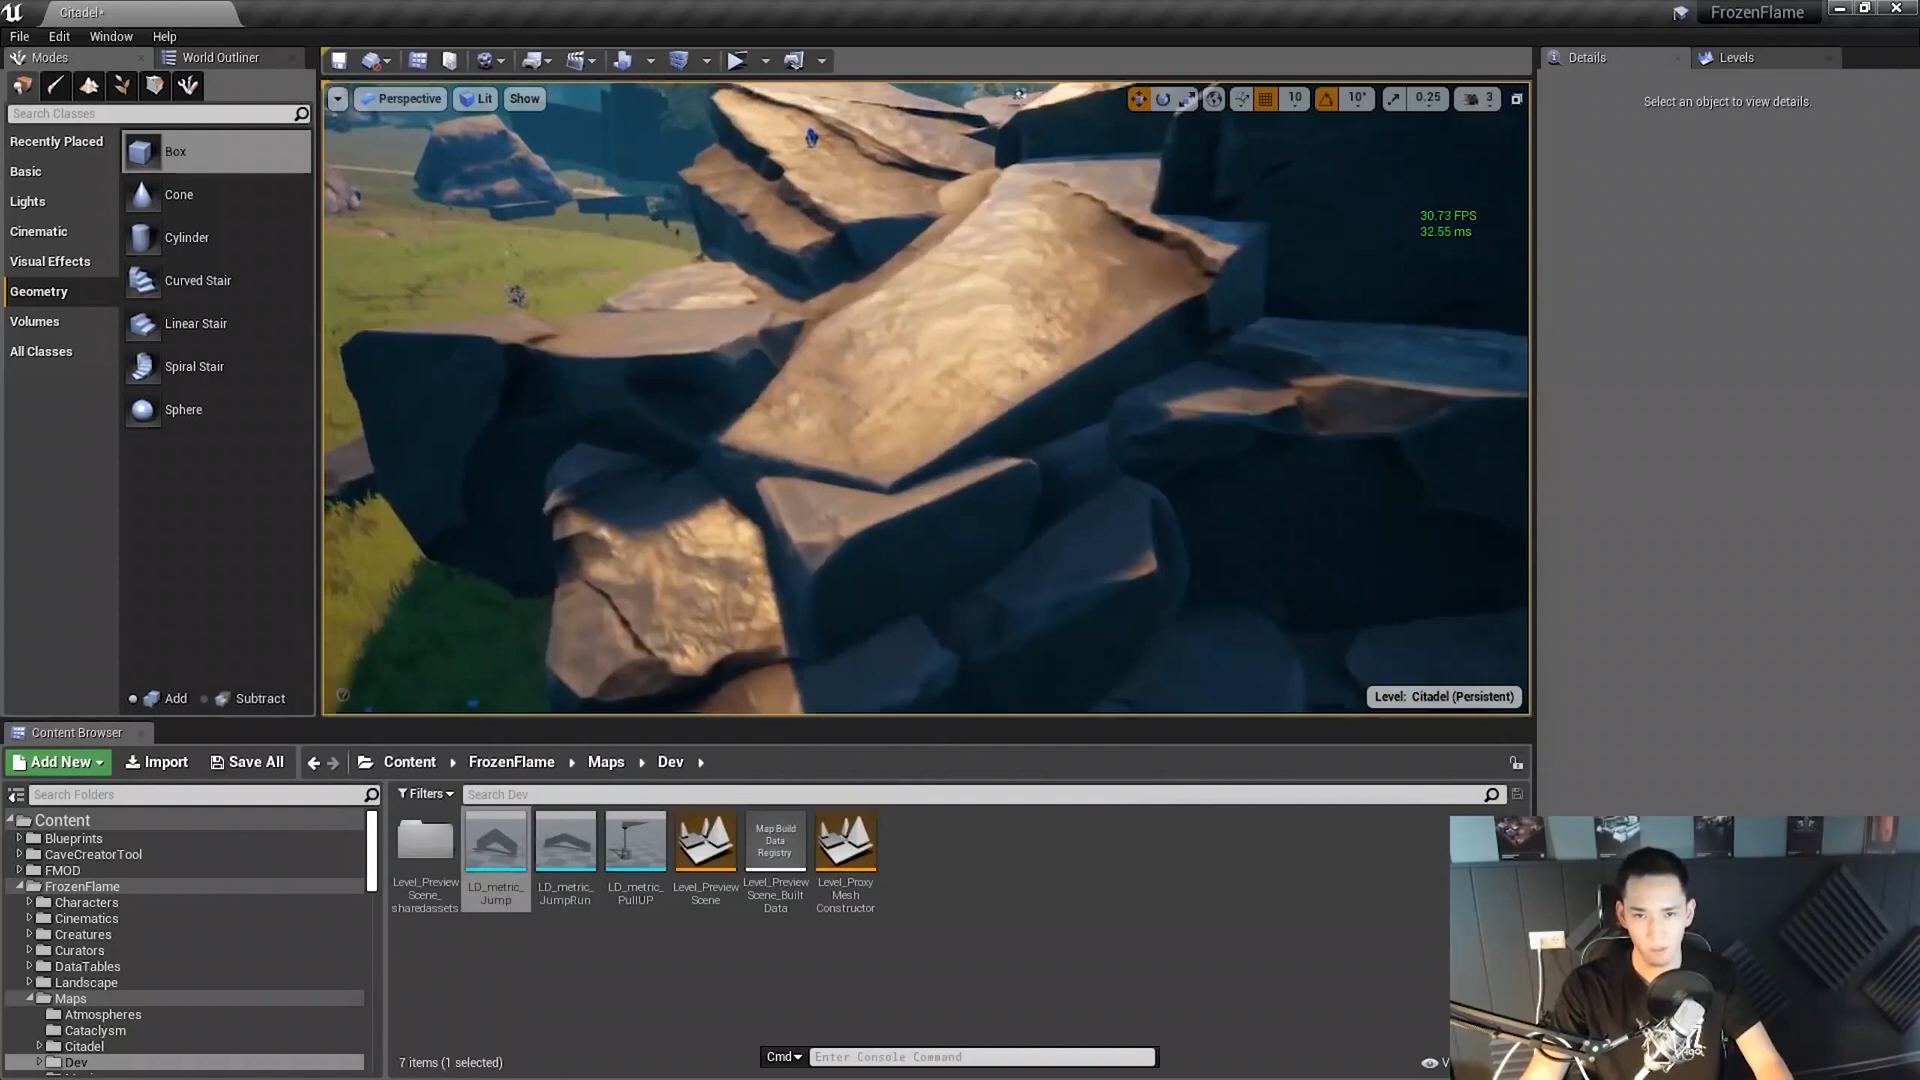 Citadel*
FrozenFlame
File Edit Window Help
Modes
World Outliner
Details
Levels
Search Classes
Perspective
Lit
Show
10
10°
0.25
3
Select an object to view details.
Recently Placed
Basic
Lights
Cinematic
Visual Effects
Geometry
Volumes
All Classes
Box
Cone
Cylinder
Curved Stair
Linear Stair
Spiral Stair
Sphere
30.73 FPS
32.55 ms
Add
Subtract
Level: Citadel (Persistent)
Content Browser
Add New
Import
Save All
Content
FrozenFlame
Maps
Dev
Search Folders
Filters
Search Dev
Content
Blueprints
CaveCreatorTool
FMOD
FrozenFlame
Characters
Cinematics
Creatures
Curators
DataTables
Landscape
Maps
Atmospheres
Cataclysm
Citadel
Dev
Level_Preview
Scene_
sharedassets
LD_metric_
Jump
LD_metric_
JumpRun
LD_metric_
PullUP
Level_Preview
Scene
Map Build
Data
Registry
Level_Preview
Scene_Built
Data
Level_Proxy
Mesh
Constructor
7 items (1 selected)
Cmd
Enter Console Command
V